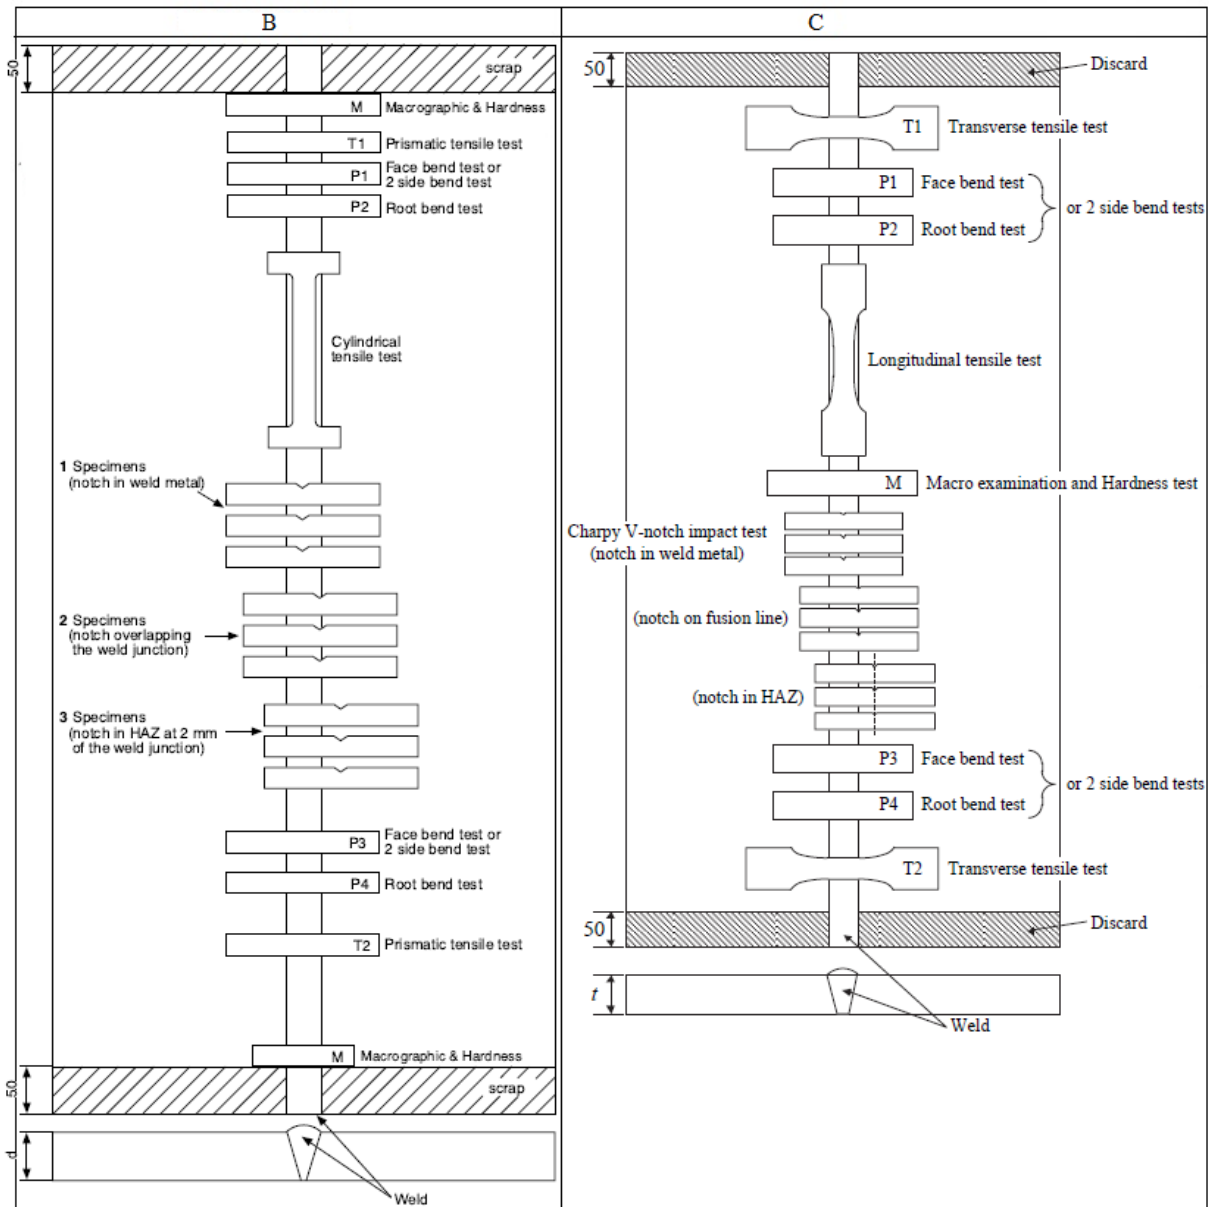 B
50
scrap
M
Macrographic & Hardness
T1
Prismatic tensile test
P1
Face bend test or
2 side bend test
P2
Root bend test
Cylindrical
tensile test
1 Specimens
(notch in weld metal)
2 Specimens
(notch overlapping
the weld junction)
3 Specimens
(notch in HAZ at 2 mm
of the weld junction)
P3
Face bend test or
2 side bend test
P4
Root bend test
T2
Prismatic tensile test
M
Macrographic & Hardness
50
scrap
d
Weld
C
50
Discard
T1
Transverse tensile test
P1
Face bend test
or 2 side bend tests
P2
Root bend test
Longitudinal tensile test
M
Macro examination and Hardness test
Charpy V-notch impact test
(notch in weld metal)
(notch on fusion line)
(notch in HAZ)
P3
Face bend test
or 2 side bend tests
P4
Root bend test
T2
Transverse tensile test
50
Discard
t
Weld